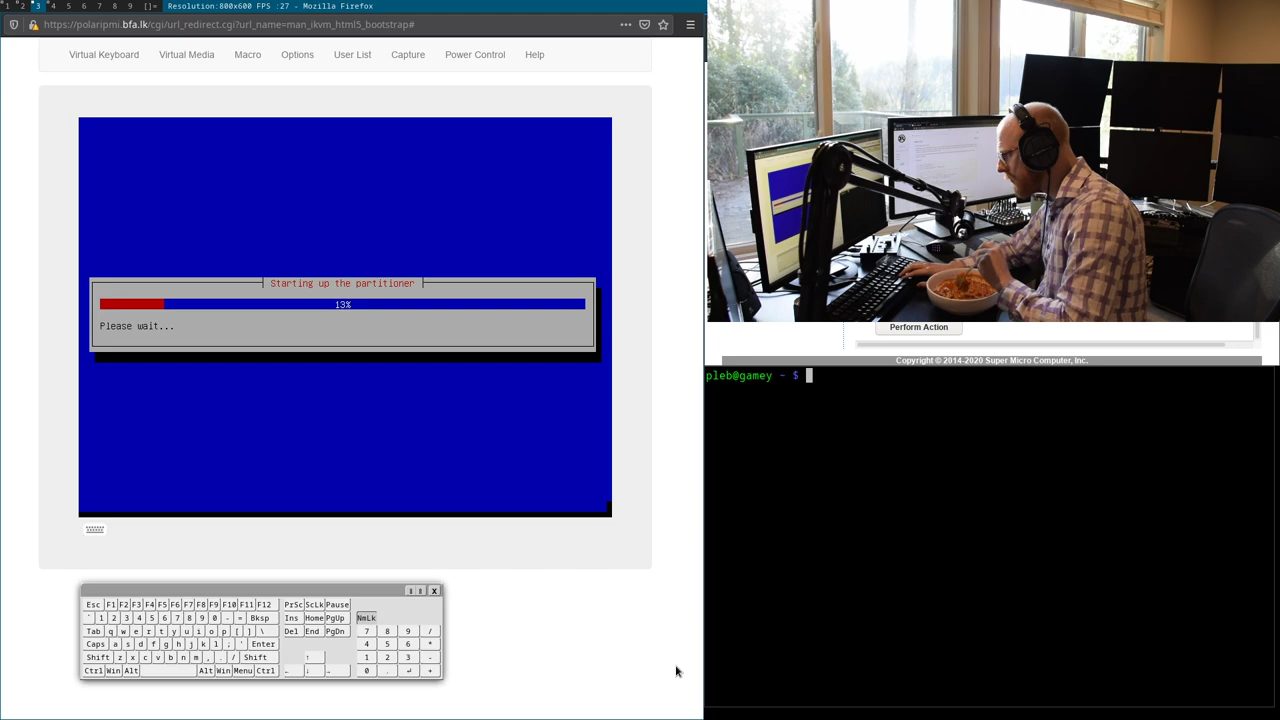 1 2 3 4 5 6 7 8 9 []= Resolution:800x600 FPS :27 - Mozilla Firefox
https://polaripmi.bfa.lk/cgi/url_redirect.cgi?url_name=man_ikvm_html5_bootstrap#
Virtual Keyboard Virtual Media Macro Options User List Capture Power Control Help
Starting up the partitioner
13%
Please wait...
Perform Action
Copyright © 2014-2020 Super Micro Computer, Inc.
pleb@gamey ~ $
X
Esc F1 F2 F3 F4 F5 F6 F7 F8 F9 F10 F11 F12 PrSc ScLk Pause
` 1 2 3 4 5 6 7 8 9 0 - = Bksp Ins Home PgUp NmLk
Tab q w e r t y u i o p [ ] \ Del End PgDn 7 8 9 /
Caps a s d f g h j k l ; ' Enter 4 5 6 *
Shift z x c v b n m , . / Shift ↑ 1 2 3 -
Ctrl Win Alt Alt Win Menu Ctrl ← ↓ → 0 . ↵ +